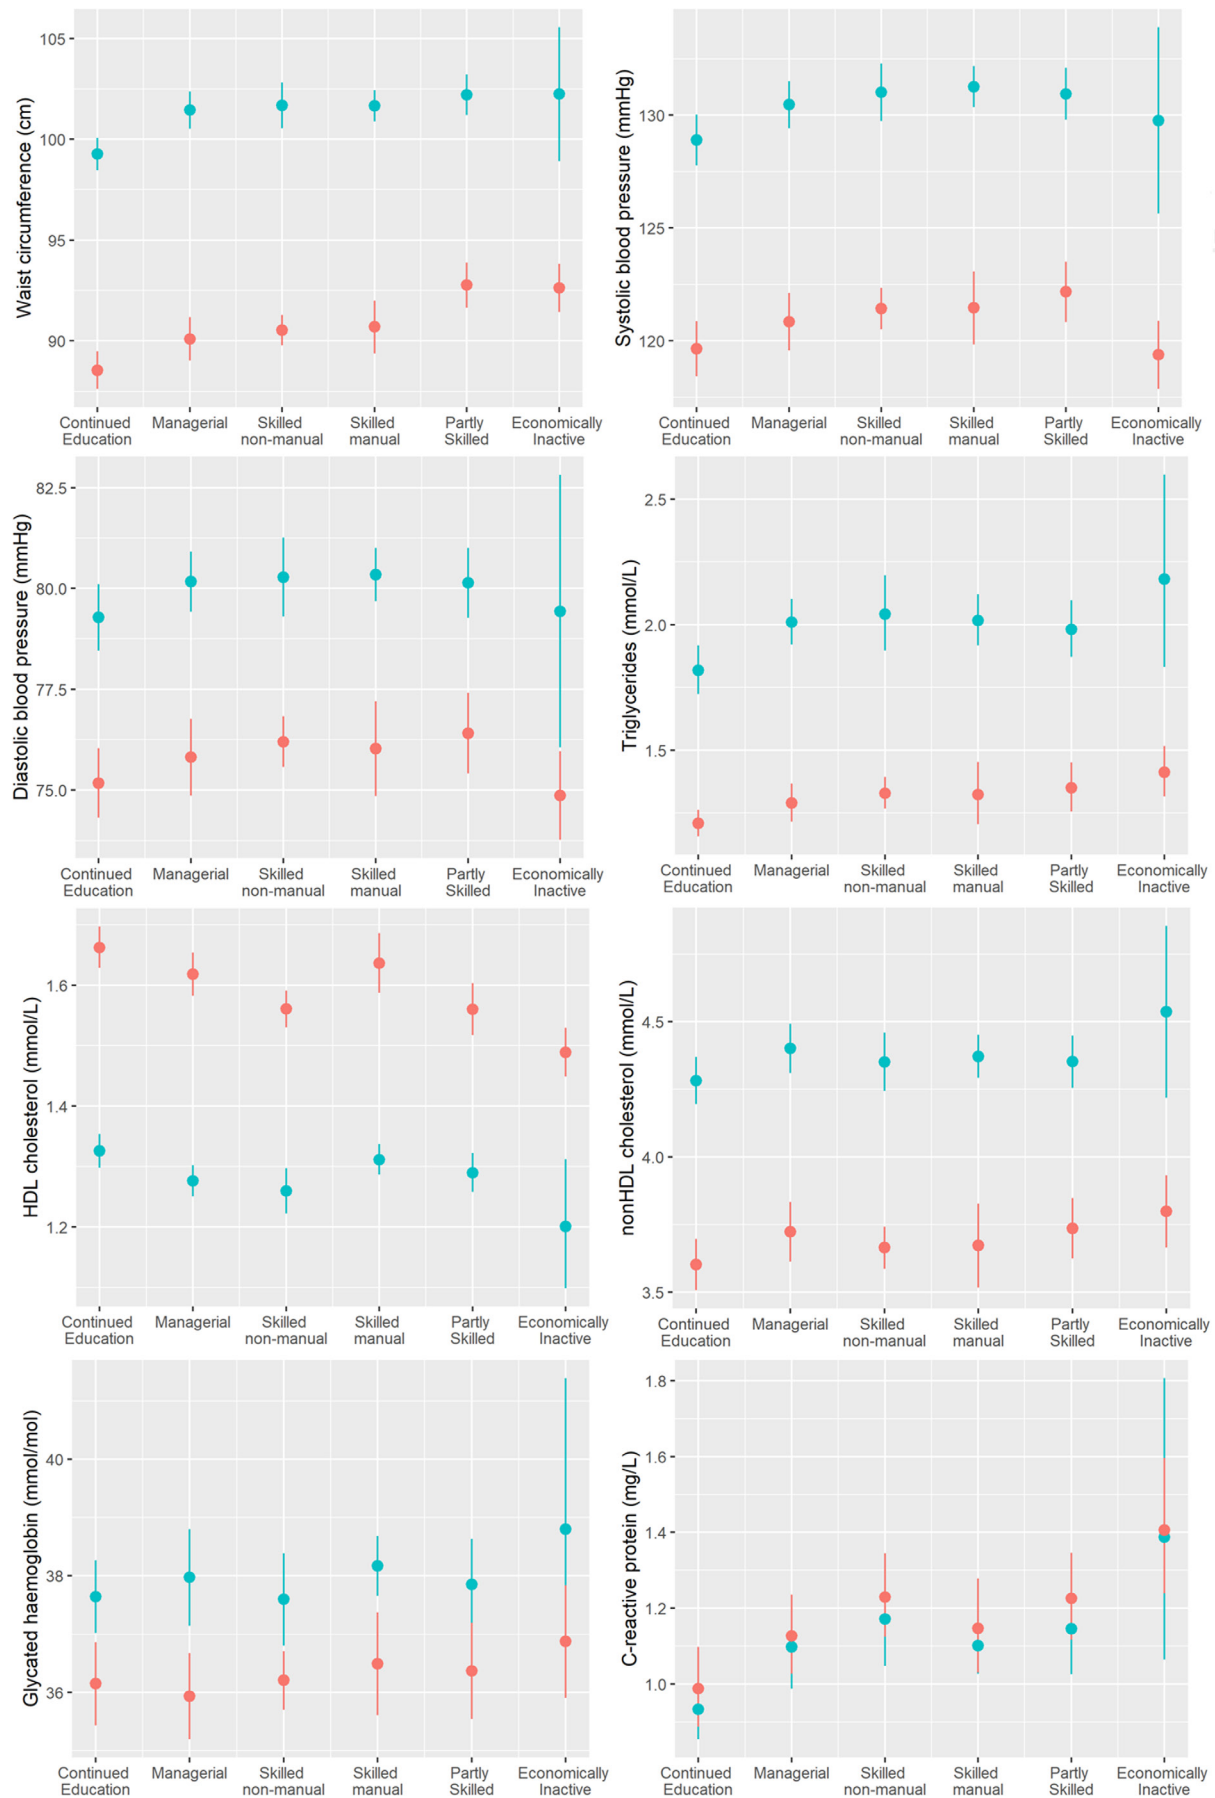 Waist circumference (cm)
105
100
95
90
Continued Managerial Skilled Skilled Partly Economically
Education non-manual manual Skilled Inactive
Systolic blood pressure (mmHg)
130
125
120
Continued Managerial Skilled Skilled Partly Economically
Education non-manual manual Skilled Inactive
Diastolic blood pressure (mmHg)
82.5
80.0
77.5
75.0
Continued Managerial Skilled Skilled Partly Economically
Education non-manual manual Skilled Inactive
Triglycerides (mmol/L)
2.5
2.0
1.5
Continued Managerial Skilled Skilled Partly Economically
Education non-manual manual Skilled Inactive
HDL cholesterol (mmol/L)
1.6
1.4
1.2
Continued Managerial Skilled Skilled Partly Economically
Education non-manual manual Skilled Inactive
nonHDL cholesterol (mmol/L)
4.5
4.0
3.5
Continued Managerial Skilled Skilled Partly Economically
Education non-manual manual Skilled Inactive
Glycated haemoglobin (mmol/mol)
40
38
36
Continued Managerial Skilled Skilled Partly Economically
Education non-manual manual Skilled Inactive
C-reactive protein (mg/L)
1.8
1.6
1.4
1.2
1.0
Continued Managerial Skilled Skilled Partly Economically
Education non-manual manual Skilled Inactive